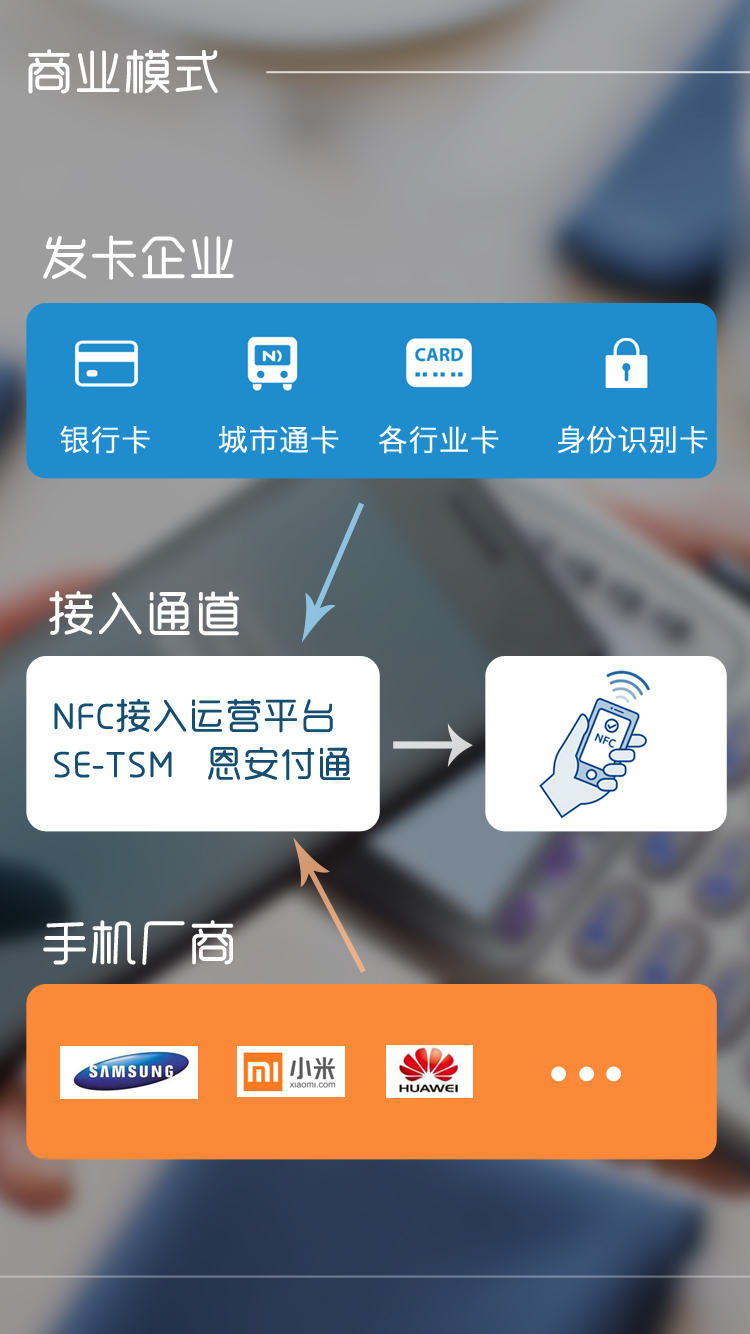 商业模式
发卡企业
N)
CARD
银行卡
城市通卡
各行业卡
身份识别卡
接入通道
NFC接入运营平台
SE-TSM 恩安付通
NFC
手机厂商
SAMSUNG
mi 小米
xiaomi.com
HUAWEI